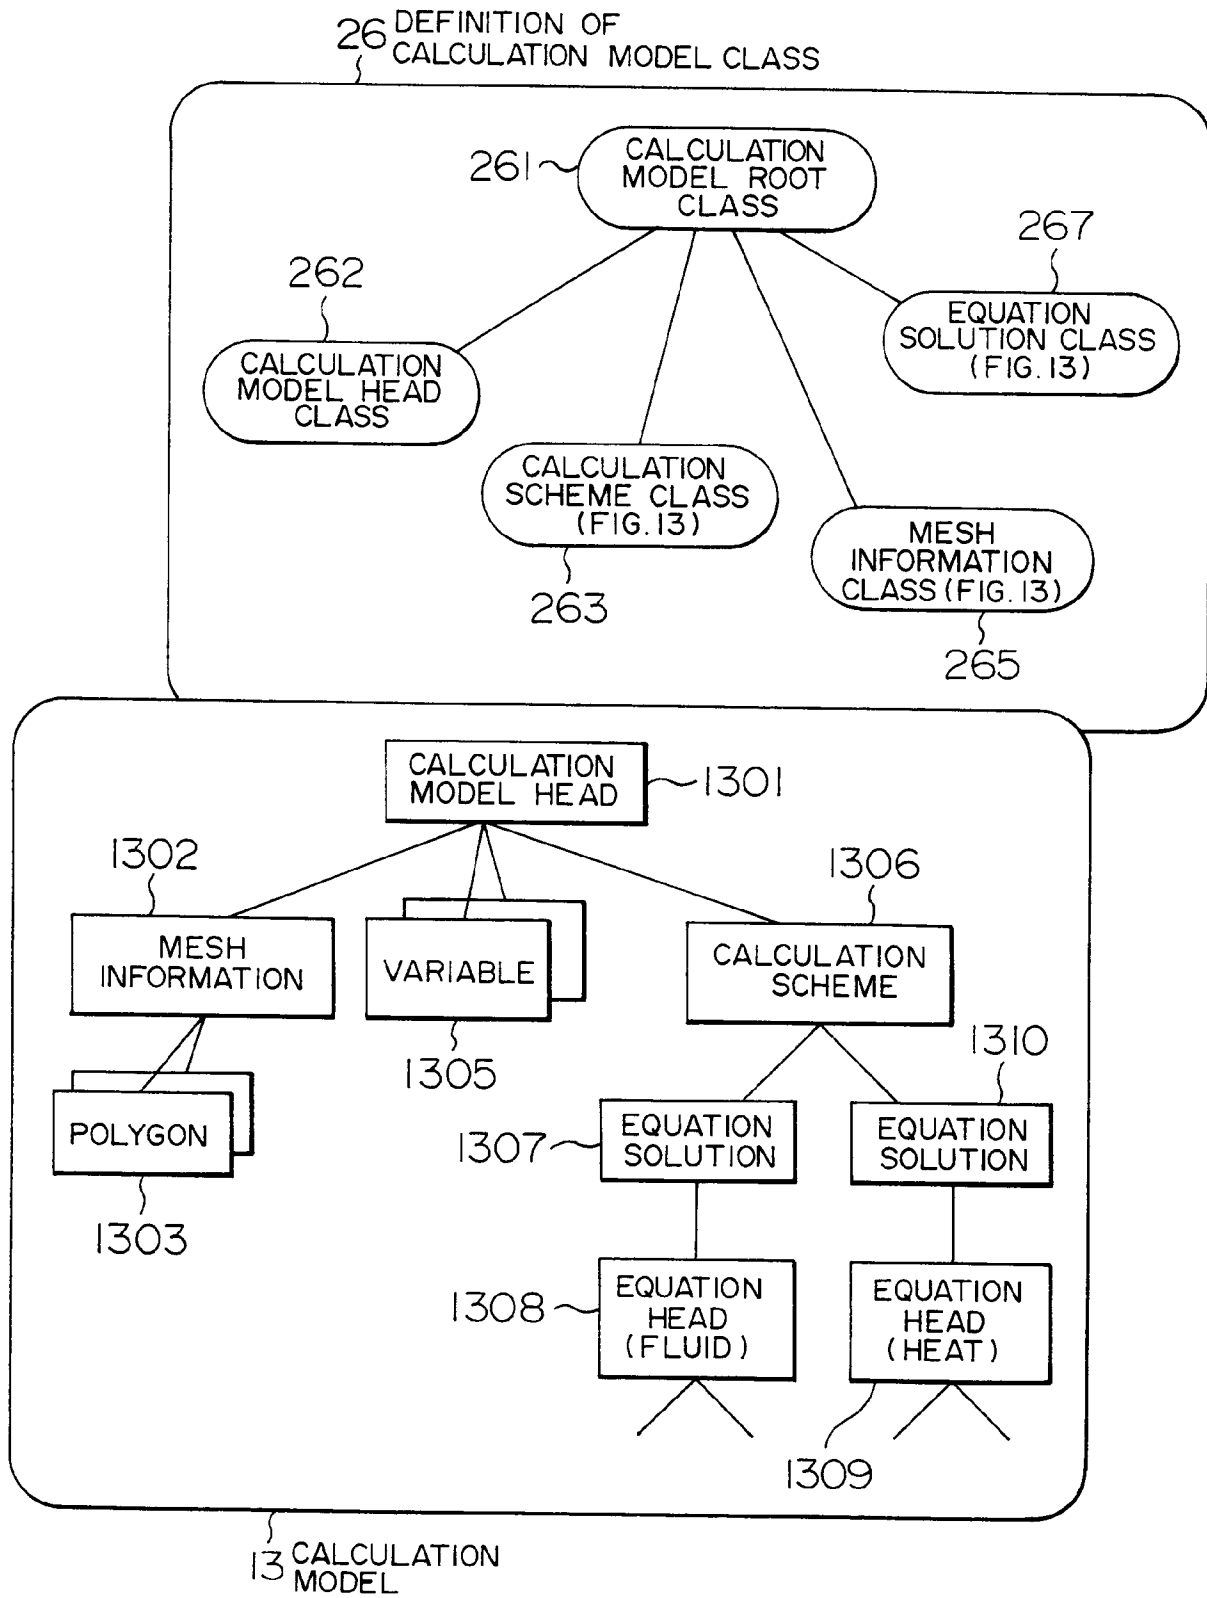 26 DEFINITION OF
CALCULATION MODEL CLASS
261
CALCULATION
MODEL ROOT
CLASS
267
EQUATION
SOLUTION CLASS
(FIG. 13)
262
CALCULATION
MODEL HEAD
CLASS
CALCULATION
SCHEME CLASS
(FIG. 13)
263
MESH
INFORMATION
CLASS (FIG. 13)
265
CALCULATION
MODEL HEAD
1301
1302
MESH
INFORMATION
VARIABLE
1305
1306
CALCULATION
SCHEME
POLYGON
1303
1307
EQUATION
SOLUTION
1310
EQUATION
SOLUTION
1308
EQUATION
HEAD
(FLUID)
EQUATION
HEAD
(HEAT)
1309
13 CALCULATION
MODEL